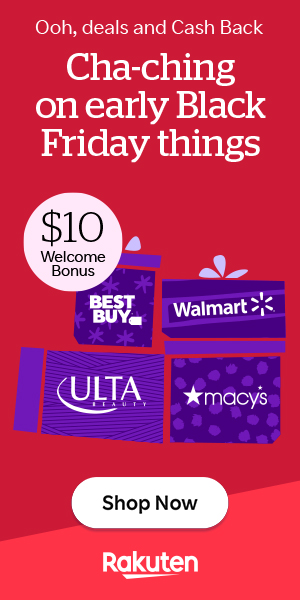 Ooh, deals and Cash Back
Cha-ching
on early Black
Friday things
$10
Welcome
Bonus
BEST
BUY
Walmart
ULTA
BEAUTY
macy's
Shop Now
Rakuten